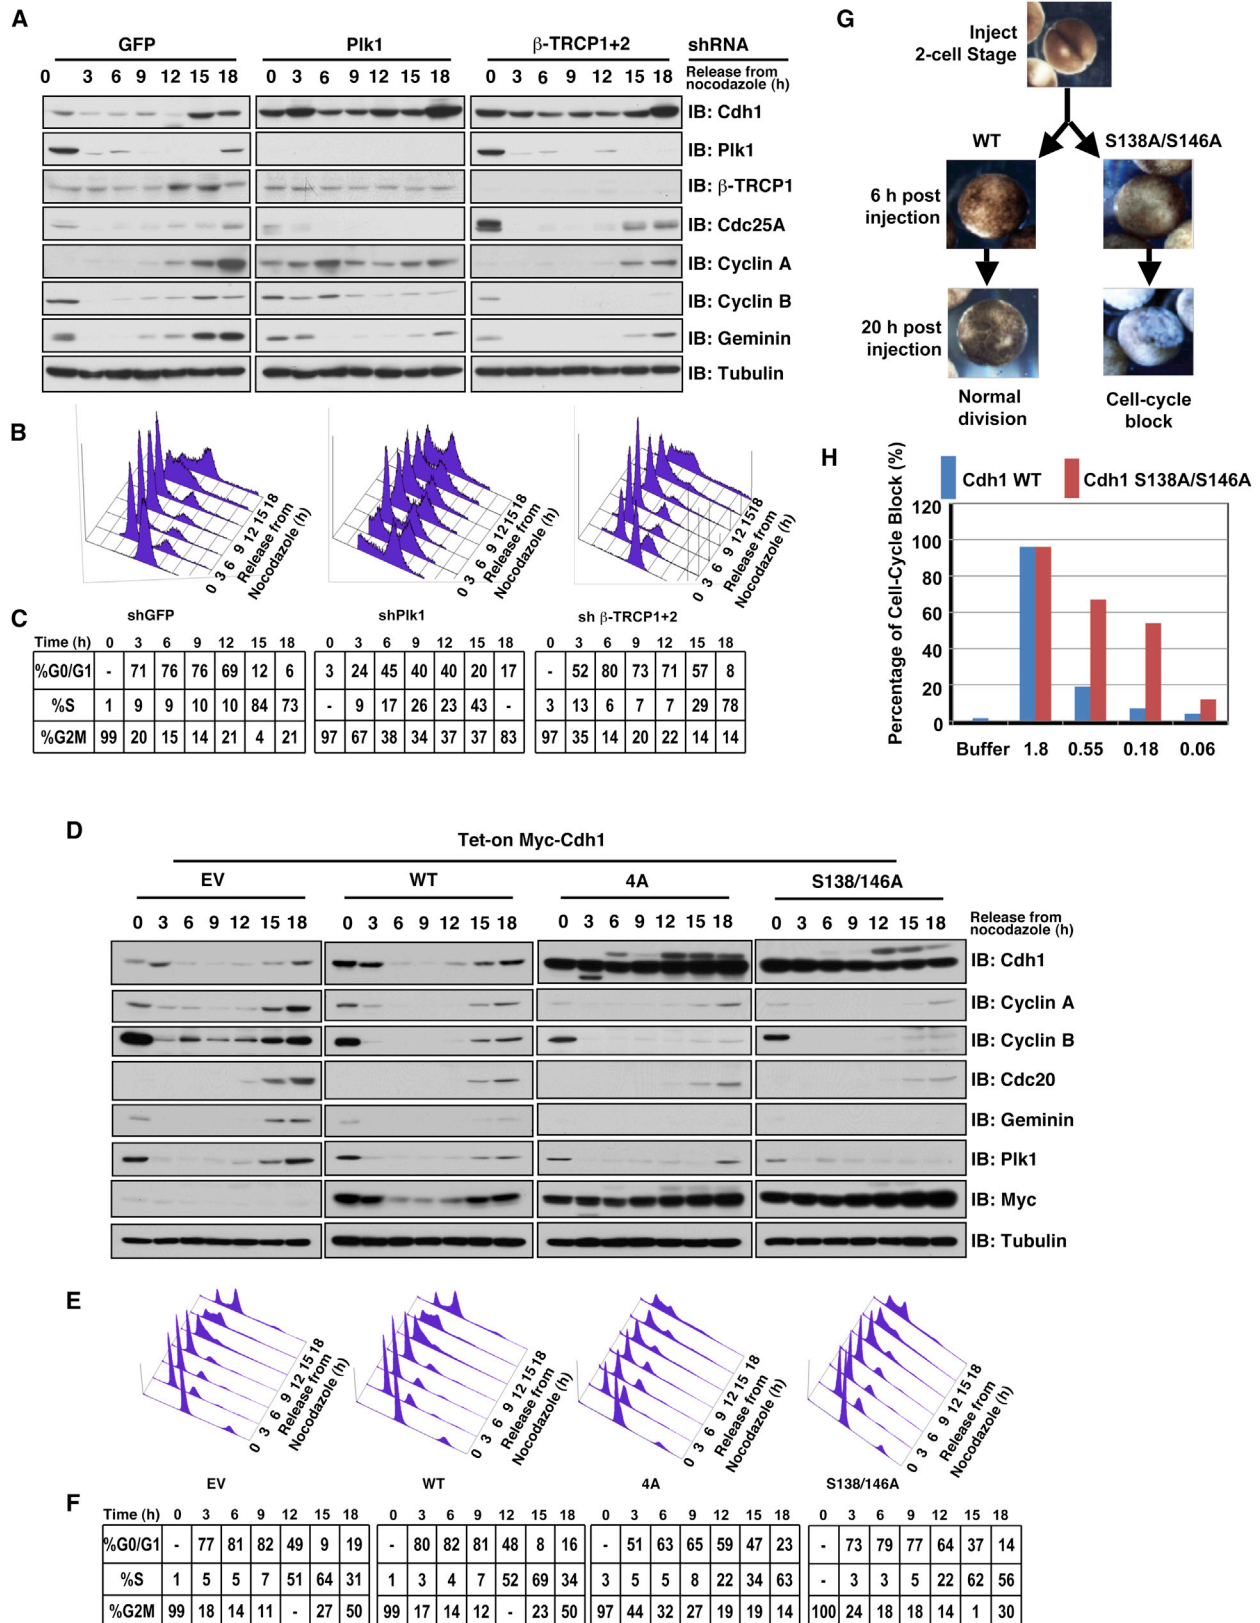 A
GFP
Plk1
β-TRCP1+2
shRNA
0 3 6 9 12 15 18
0 3 6 9 12 15 18
0 3 6 9 12 15 18
Release from
nocodazole (h)
IB: Cdh1
IB: Plk1
IB: β-TRCP1
IB: Cdc25A
IB: Cyclin A
IB: Cyclin B
IB: Geminin
IB: Tubulin
B
0 3 6 9 12 15 18
Release from
Nocodazole (h)
0 3 6 9 12 15 18
Release from
Nocodazole (h)
0 3 6 9 12 15 18
Release from
Nocodazole (h)
C
shGFP
shPlk1
sh β-TRCP1+2
Time (h) 0 3 6 9 12 15 18 0 3 6 9 12 15 18 0 3 6 9 12 15 18
%G0/G1 - 71 76 76 69 12 6 3 24 45 40 40 20 17 - 52 80 73 71 57 8
%S 1 9 9 10 10 84 73 - 9 17 26 23 43 - 3 13 6 7 7 29 78
%G2M 99 20 15 14 21 4 21 97 67 38 34 37 37 83 97 35 14 20 22 14 14
G
Inject
2-cell Stage
WT
S138A/S146A
6 h post
injection
20 h post
injection
Normal
division
Cell-cycle
block
H
Cdh1 WT
Cdh1 S138A/S146A
Percentage of Cell-Cycle Block (%)
120
100
80
60
40
20
0
Buffer 1.8 0.55 0.18 0.06
D
Tet-on Myc-Cdh1
EV
WT
4A
S138/146A
0 3 6 9 12 15 18
0 3 6 9 12 15 18
0 3 6 9 12 15 18
0 3 6 9 12 15 18
Release from
nocodazole (h)
IB: Cdh1
IB: Cyclin A
IB: Cyclin B
IB: Cdc20
IB: Geminin
IB: Plk1
IB: Myc
IB: Tubulin
E
0 3 6 9 12 15 18
Release from
Nocodazole (h)
0 3 6 9 12 15 18
Release from
Nocodazole (h)
0 3 6 9 12 15 18
Release from
Nocodazole (h)
0 3 6 9 12 15 18
Release from
Nocodazole (h)
F
EV
WT
4A
S138/146A
Time (h) 0 3 6 9 12 15 18 0 3 6 9 12 15 18 0 3 6 9 12 15 18 0 3 6 9 12 15 18
%G0/G1 - 77 81 82 49 9 19 - 80 82 81 48 8 16 - 51 63 65 59 47 23 - 73 79 77 64 37 14
%S 1 5 5 7 51 64 31 1 3 4 7 52 69 34 3 5 5 8 22 34 63 - 3 3 5 22 62 56
%G2M 99 18 14 11 - 27 50 99 17 14 12 - 23 50 97 44 32 27 19 19 14 100 24 18 18 14 1 30